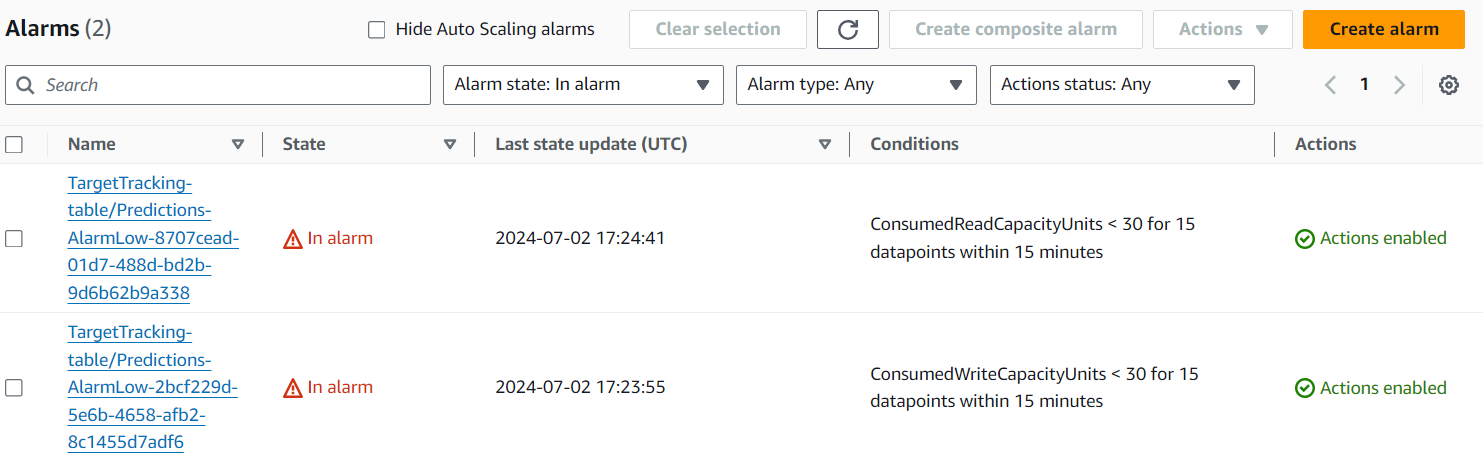 Alarms (2)
Hide Auto Scaling alarms
Clear selection
Create composite alarm
Actions
Create alarm
Search
Alarm state: In alarm
Alarm type: Any
Actions status: Any
1
Name
State
Last state update (UTC)
Conditions
Actions
TargetTracking-
table/Predictions-
AlarmLow-8707cead-
01d7-488d-bd2b-
9d6b62b9a338
In alarm
2024-07-02 17:24:41
ConsumedReadCapacityUnits < 30 for 15
datapoints within 15 minutes
Actions enabled
TargetTracking-
table/Predictions-
AlarmLow-2bcf229d-
5e6b-4658-afb2-
8c1455d7adf6
In alarm
2024-07-02 17:23:55
ConsumedWriteCapacityUnits < 30 for 15
datapoints within 15 minutes
Actions enabled